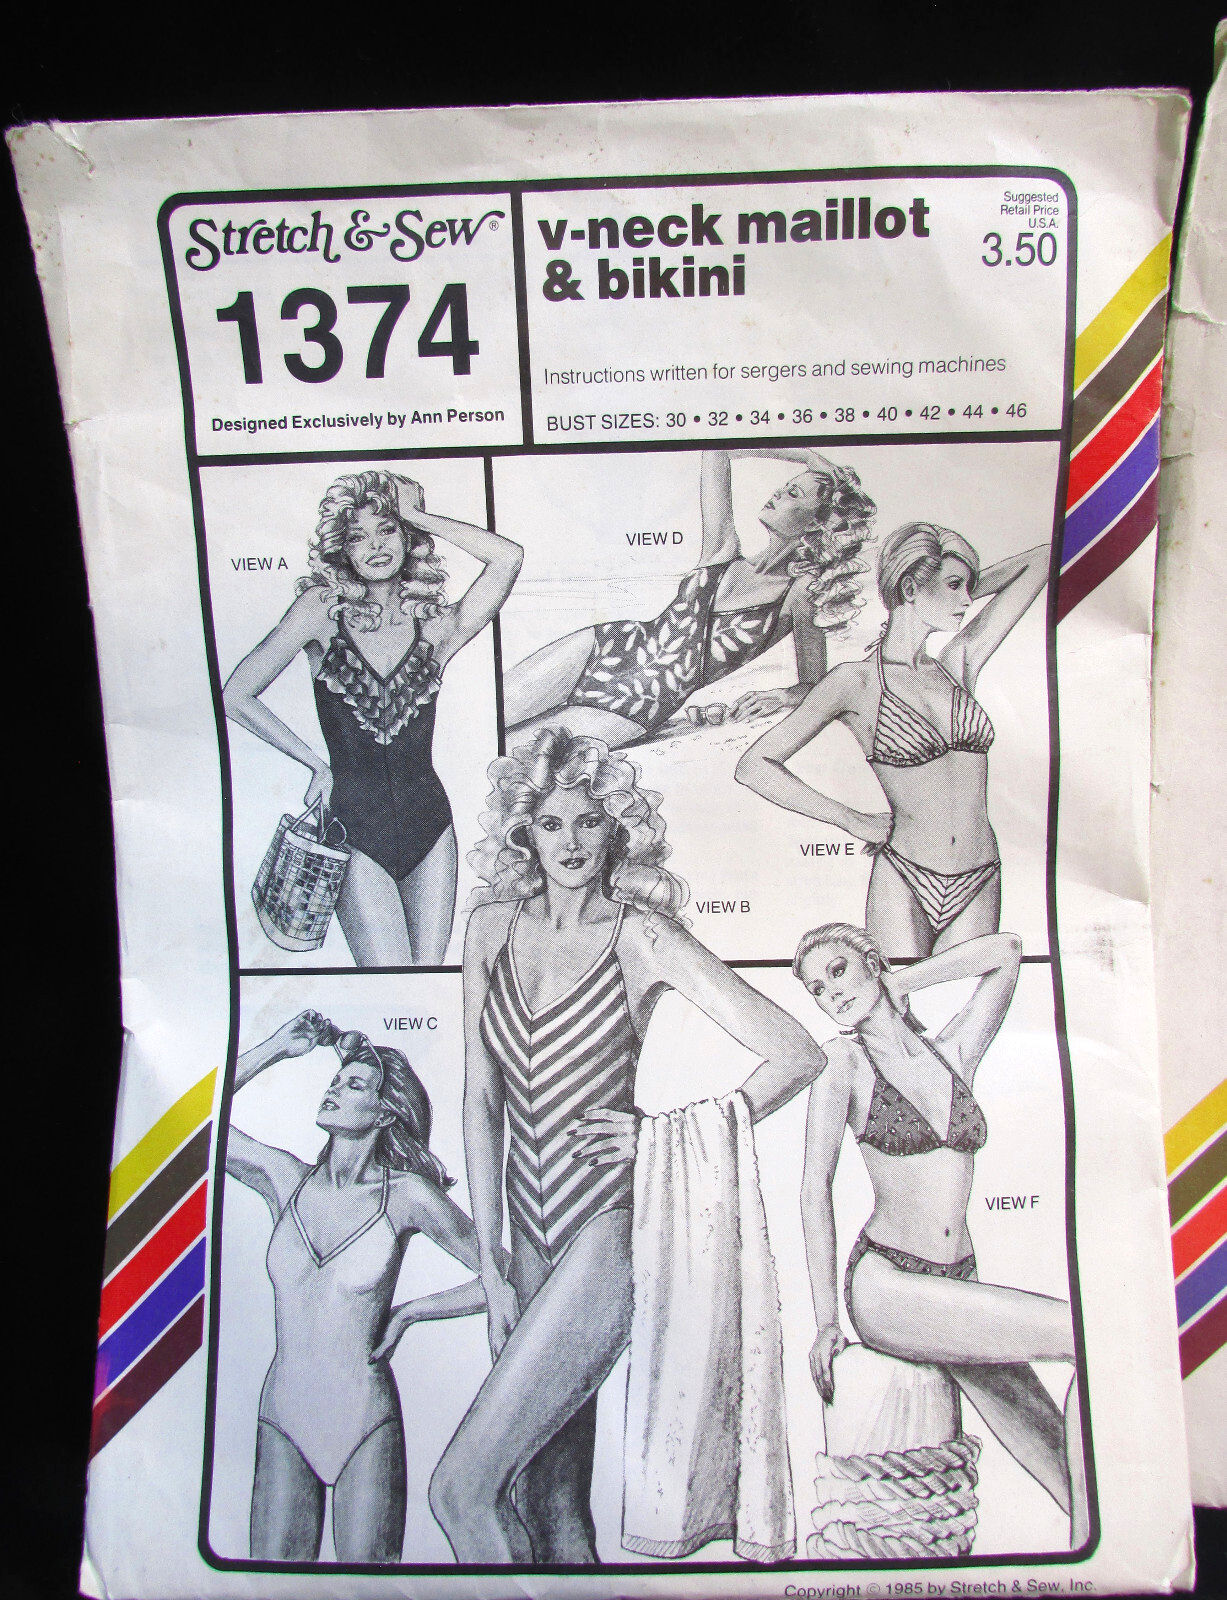 Stretch & Sew®
1374
Designed Exclusively by Ann Person
v-neck maillot
& bikini
Suggested
Retail Price
U.S.A.
3.50
Instructions written for sergers and sewing machines
BUST SIZES: 30 • 32 • 34 • 36 • 38 • 40 • 42 • 44 • 46
VIEW A
VIEW D
VIEW E
VIEW B
VIEW C
VIEW F
Copyright © 1985 by Stretch & Sew, Inc.